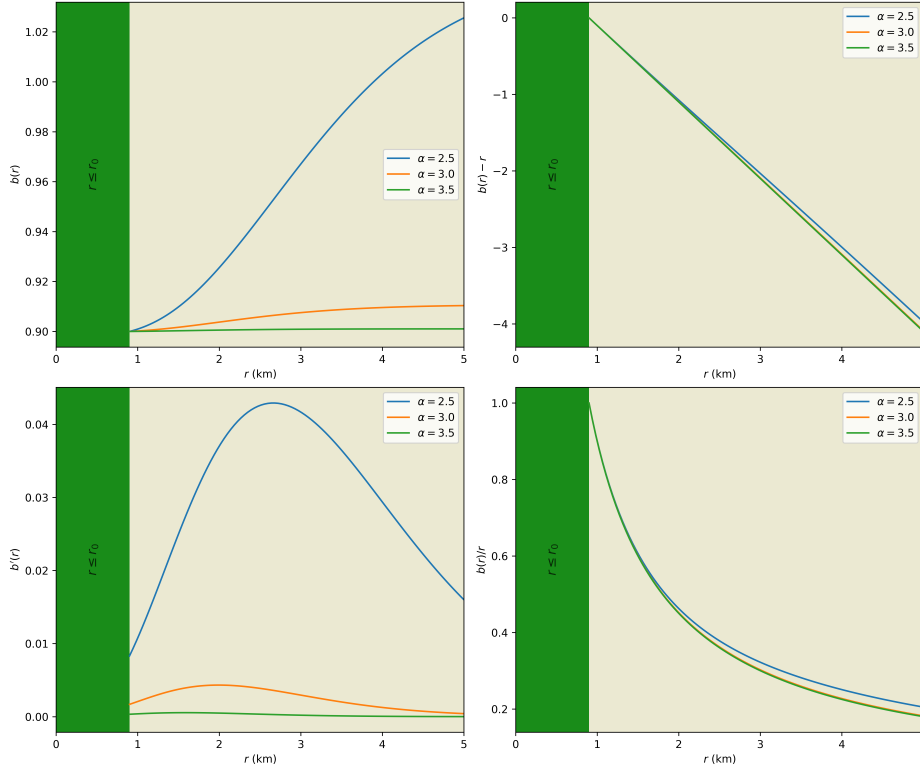 1.02
1.00
0.98
0.96
0.94
0.92
0.90
b(r)
r ≤ r₀
α = 2.5
α = 3.0
α = 3.5
0 1 2 3 4 5
r (km)
0
−1
−2
−3
−4
b(r) − r
r ≤ r₀
α = 2.5
α = 3.0
α = 3.5
0 1 2 3 4
r (km)
0.04
0.03
0.02
0.01
0.00
b′(r)
r ≤ r₀
α = 2.5
α = 3.0
α = 3.5
0 1 2 3 4 5
r (km)
1.0
0.8
0.6
0.4
0.2
b(r)/r
r ≤ r₀
α = 2.5
α = 3.0
α = 3.5
0 1 2 3 4
r (km)